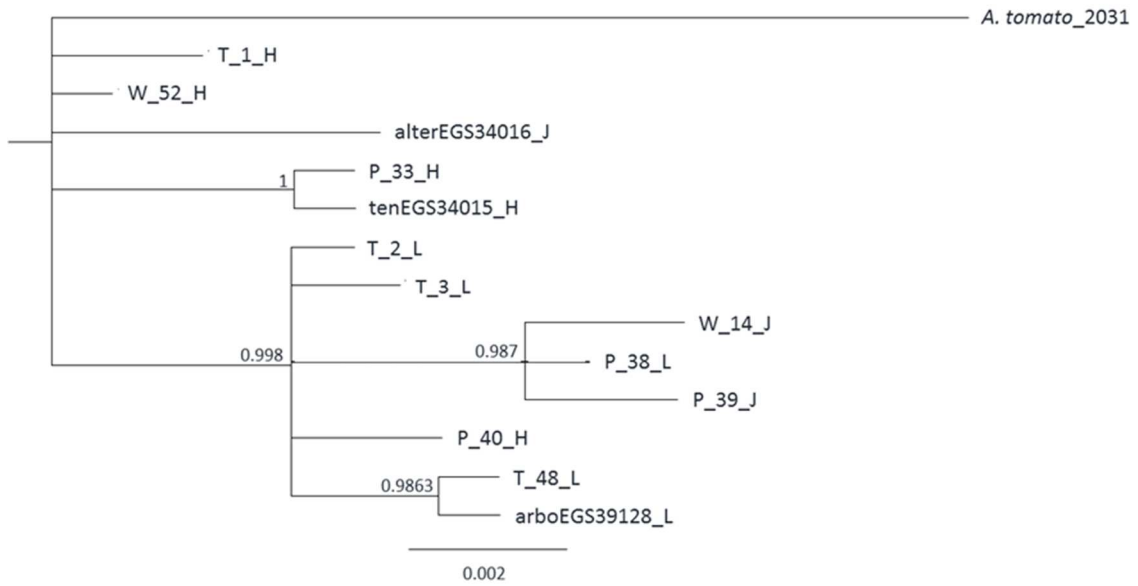 A. tomato_2031
T_1_H
W_52_H
alterEGS34016_J
P_33_H
1
tenEGS34015_H
T_2_L
T_3_L
W_14_J
0.998
0.987
P_38_L
P_39_J
P_40_H
T_48_L
0.9863
arboEGS39128_L
0.002